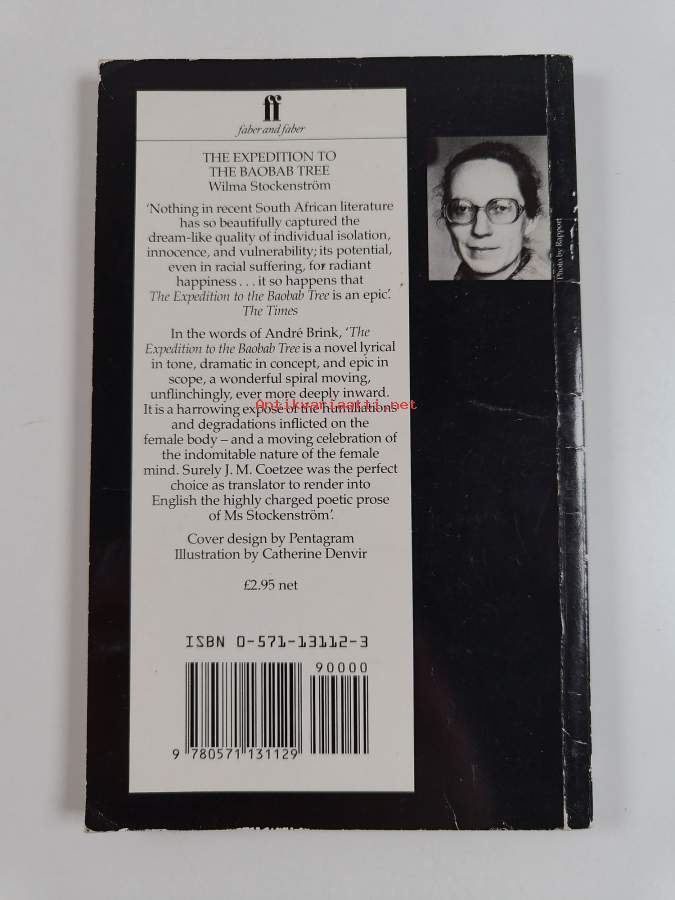 ff
faber and faber
THE EXPEDITION TO
THE BAOBAB TREE
Wilma Stockenström
'Nothing in recent South African literature
has so beautifully captured the
dream-like quality of individual isolation,
innocence, and vulnerability; its potential,
even in racial suffering, for radiant
happiness . . . it so happens that
The Expedition to the Baobab Tree is an epic'.
The Times
In the words of André Brink, 'The
Expedition to the Baobab Tree is a novel lyrical
in tone, dramatic in concept, and epic in
scope, a wonderful spiral moving,
unflinchingly, ever more deeply inward.
It is a harrowing exposé of the humiliations
and degradations inflicted on the
female body – and a moving celebration of
the indomitable nature of the female
mind. Surely J. M. Coetzee was the perfect
choice as translator to render into
English the highly charged poetic prose
of Ms Stockenström'.
Cover design by Pentagram
Illustration by Catherine Denvir
£2.95 net
ISBN 0-571-13112-3
90000
9 780571 131129
Photo by Rapport
Antikvariaatti.net